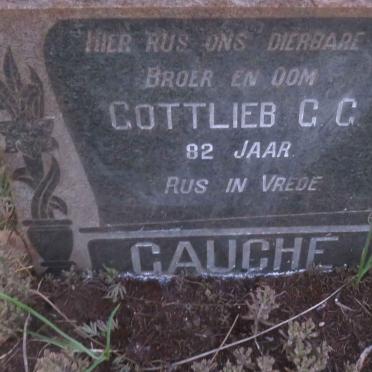 HIER RUS ONS DIERBARE
BROER EN OOM
GOTTLIEB G G
82 JAAR
RUS IN VREDE
GAUCHE